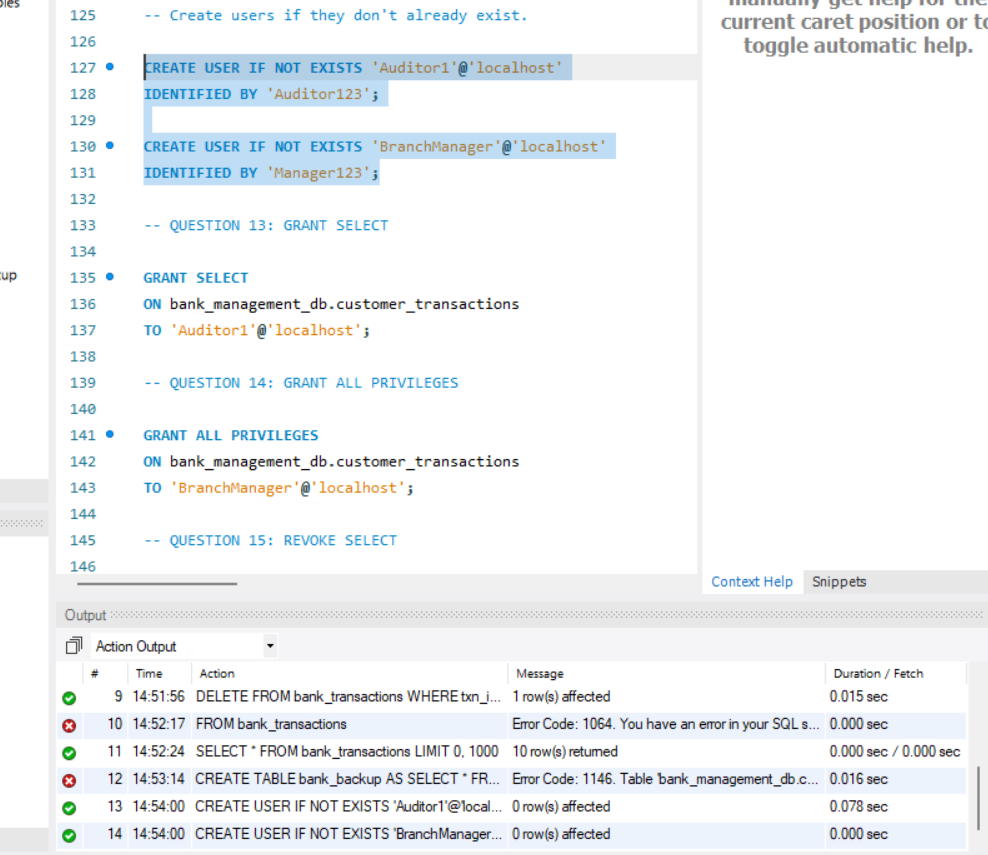 125 -- Create users if they don't already exist.
126
127 CREATE USER IF NOT EXISTS 'Auditor1'@'localhost'
128 IDENTIFIED BY 'Auditor123';
129
130 CREATE USER IF NOT EXISTS 'BranchManager'@'localhost'
131 IDENTIFIED BY 'Manager123';
132
133 -- QUESTION 13: GRANT SELECT
134
135 GRANT SELECT
136 ON bank_management_db.customer_transactions
137 TO 'Auditor1'@'localhost';
138
139 -- QUESTION 14: GRANT ALL PRIVILEGES
140
141 GRANT ALL PRIVILEGES
142 ON bank_management_db.customer_transactions
143 TO 'BranchManager'@'localhost';
144
145 -- QUESTION 15: REVOKE SELECT
146
manually get help for the
current caret position or to
toggle automatic help.
Context Help Snippets
Output
Action Output
# Time Action Message Duration / Fetch
9 14:51:56 DELETE FROM bank_transactions WHERE txn_i... 1 row(s) affected 0.015 sec
10 14:52:17 FROM bank_transactions Error Code: 1064. You have an error in your SQL s... 0.000 sec
11 14:52:24 SELECT * FROM bank_transactions LIMIT 0, 1000 10 row(s) returned 0.000 sec / 0.000 sec
12 14:53:14 CREATE TABLE bank_backup AS SELECT * FR... Error Code: 1146. Table 'bank_management_db.c... 0.016 sec
13 14:54:00 CREATE USER IF NOT EXISTS 'Auditor1'@'local... 0 row(s) affected 0.078 sec
14 14:54:00 CREATE USER IF NOT EXISTS 'BranchManager... 0 row(s) affected 0.000 sec